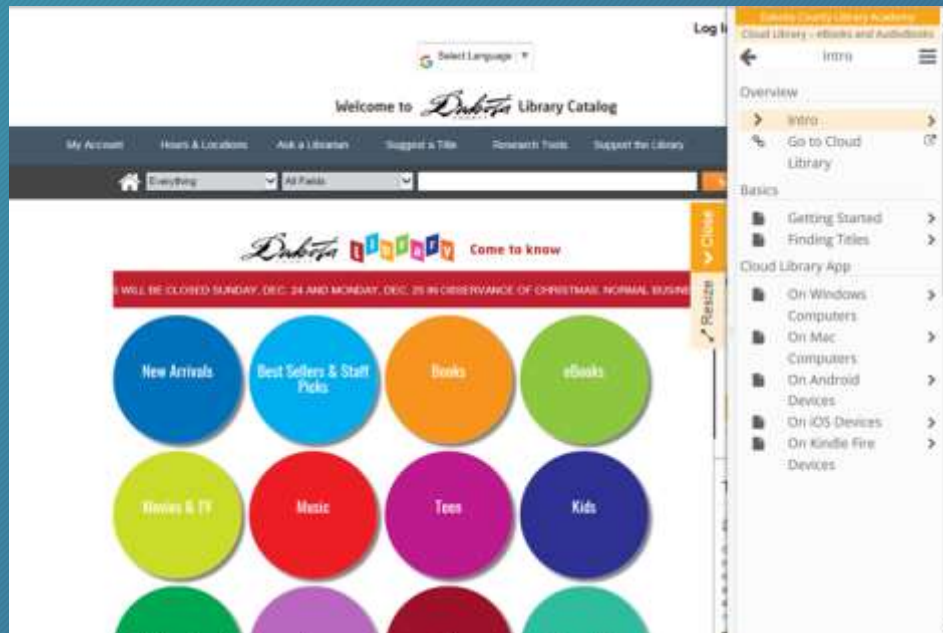 Log I
Select Language
Welcome to Dakota Library Catalog
My Account Hours & Locations Ask a Librarian Suggest a Title Research Tools Support the Library
Everything All Fields
Dakota Library Come to know
WILL BE CLOSED SUNDAY, DEC. 24 AND MONDAY, DEC. 25 IN OBSERVANCE OF CHRISTMAS. NORMAL BUSINE
New Arrivals
Best Sellers & Staff
Picks
Books
eBooks
Movies & TV
Music
Teen
Kids
Close
Resize
Dakota County Library Academy
Cloud Library - eBooks and AudioBooks
Intro
Overview
Intro
Go to Cloud
Library
Basics
Getting Started
Finding Titles
Cloud Library App
On Windows
Computers
On Mac
Computers
On Android
Devices
On iOS Devices
On Kindle Fire
Devices